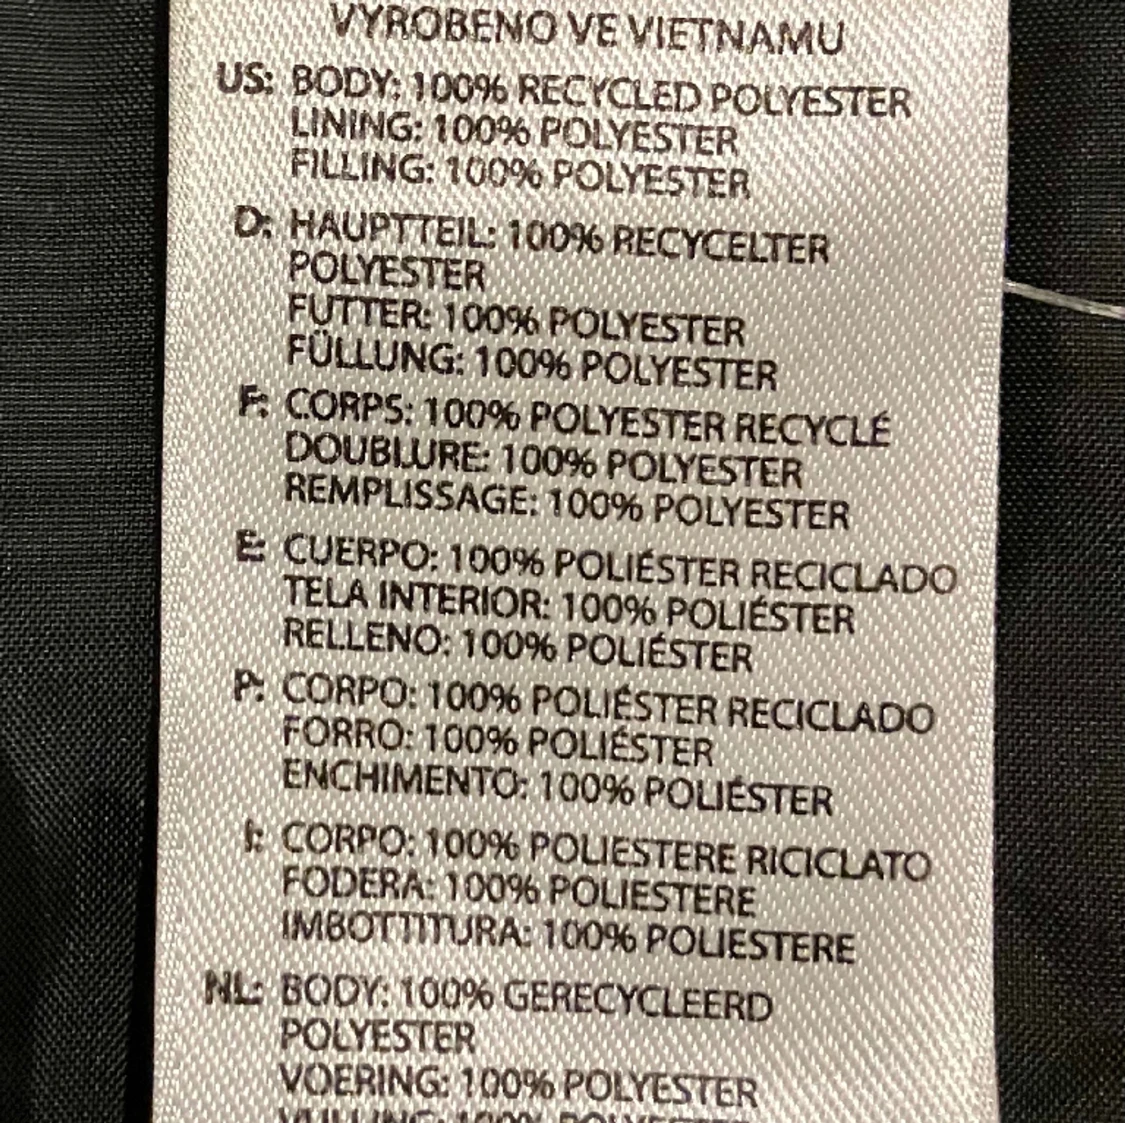 VYROBENO VE VIETNAMU
US: BODY: 100% RECYCLED POLYESTER
LINING: 100% POLYESTER
FILLING: 100% POLYESTER
D: HAUPTTEIL: 100% RECYCELTER
POLYESTER
FUTTER: 100% POLYESTER
FÜLLUNG: 100% POLYESTER
F: CORPS: 100% POLYESTER RECYCLÉ
DOUBLURE: 100% POLYESTER
REMPLISSAGE: 100% POLYESTER
E: CUERPO: 100% POLIÉSTER RECICLADO
TELA INTERIOR: 100% POLIÉSTER
RELLENO: 100% POLIÉSTER
P: CORPO: 100% POLIÉSTER RECICLADO
FORRO: 100% POLIÉSTER
ENCHIMENTO: 100% POLIÉSTER
I: CORPO: 100% POLIESTERE RICICLATO
FODERA: 100% POLIESTERE
IMBOTTITURA: 100% POLIESTERE
NL: BODY: 100% GERECYCLEERD
POLYESTER
VOERING: 100% POLYESTER